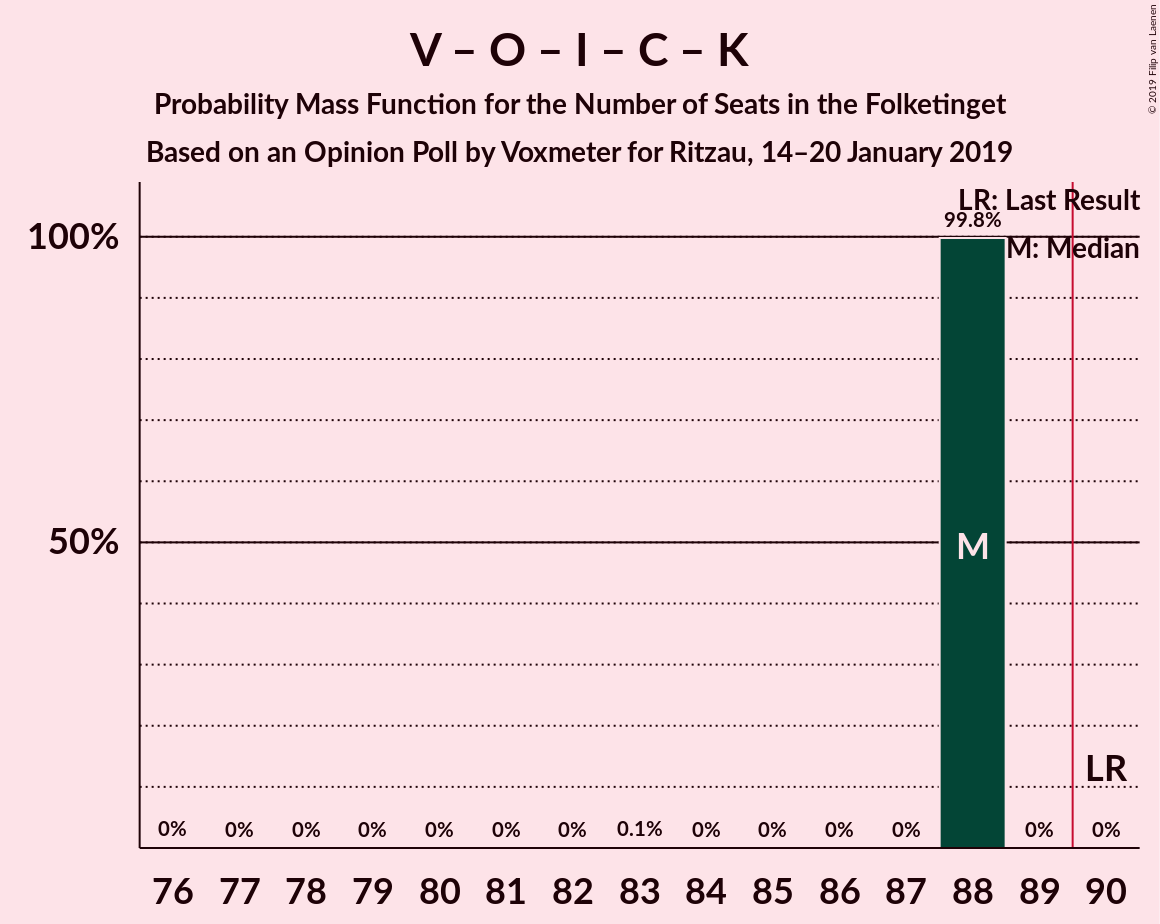 V – O – I – C – K
Probability Mass Function for the Number of Seats in the Folketinget
Based on an Opinion Poll by Voxmeter for Ritzau, 14–20 January 2019
© 2019 Filip van Laenen
LR: Last Result
M: Median
99.8%
100%
50%
M
LR
0% 0% 0% 0% 0% 0% 0% 0.1% 0% 0% 0% 0% 0% 0%
76 77 78 79 80 81 82 83 84 85 86 87 88 89 90